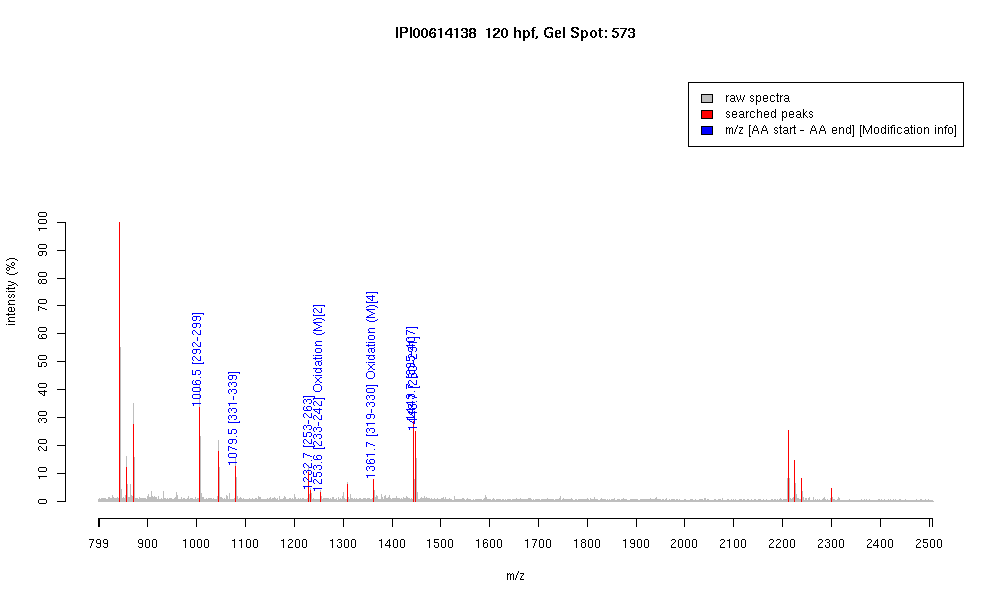 IPI00614138 120 hpf, Gel Spot: 573
raw spectra
searched peaks
m/z [AA start - AA end] [Modification info]
intensity (%)
100
90
80
70
60
50
40
30
20
10
0
1006.5 [292-299]
1079.5 [331-339]
1232.7 [253-263]
1253.6 [233-242] Oxidation (M)[2]
1361.7 [319-330] Oxidation (M)[4]
799 900 1000 1100 1200 1300 1400 1500 1600 1700 1800 1900 2000 2100 2200 2300 2400 2500
m/z